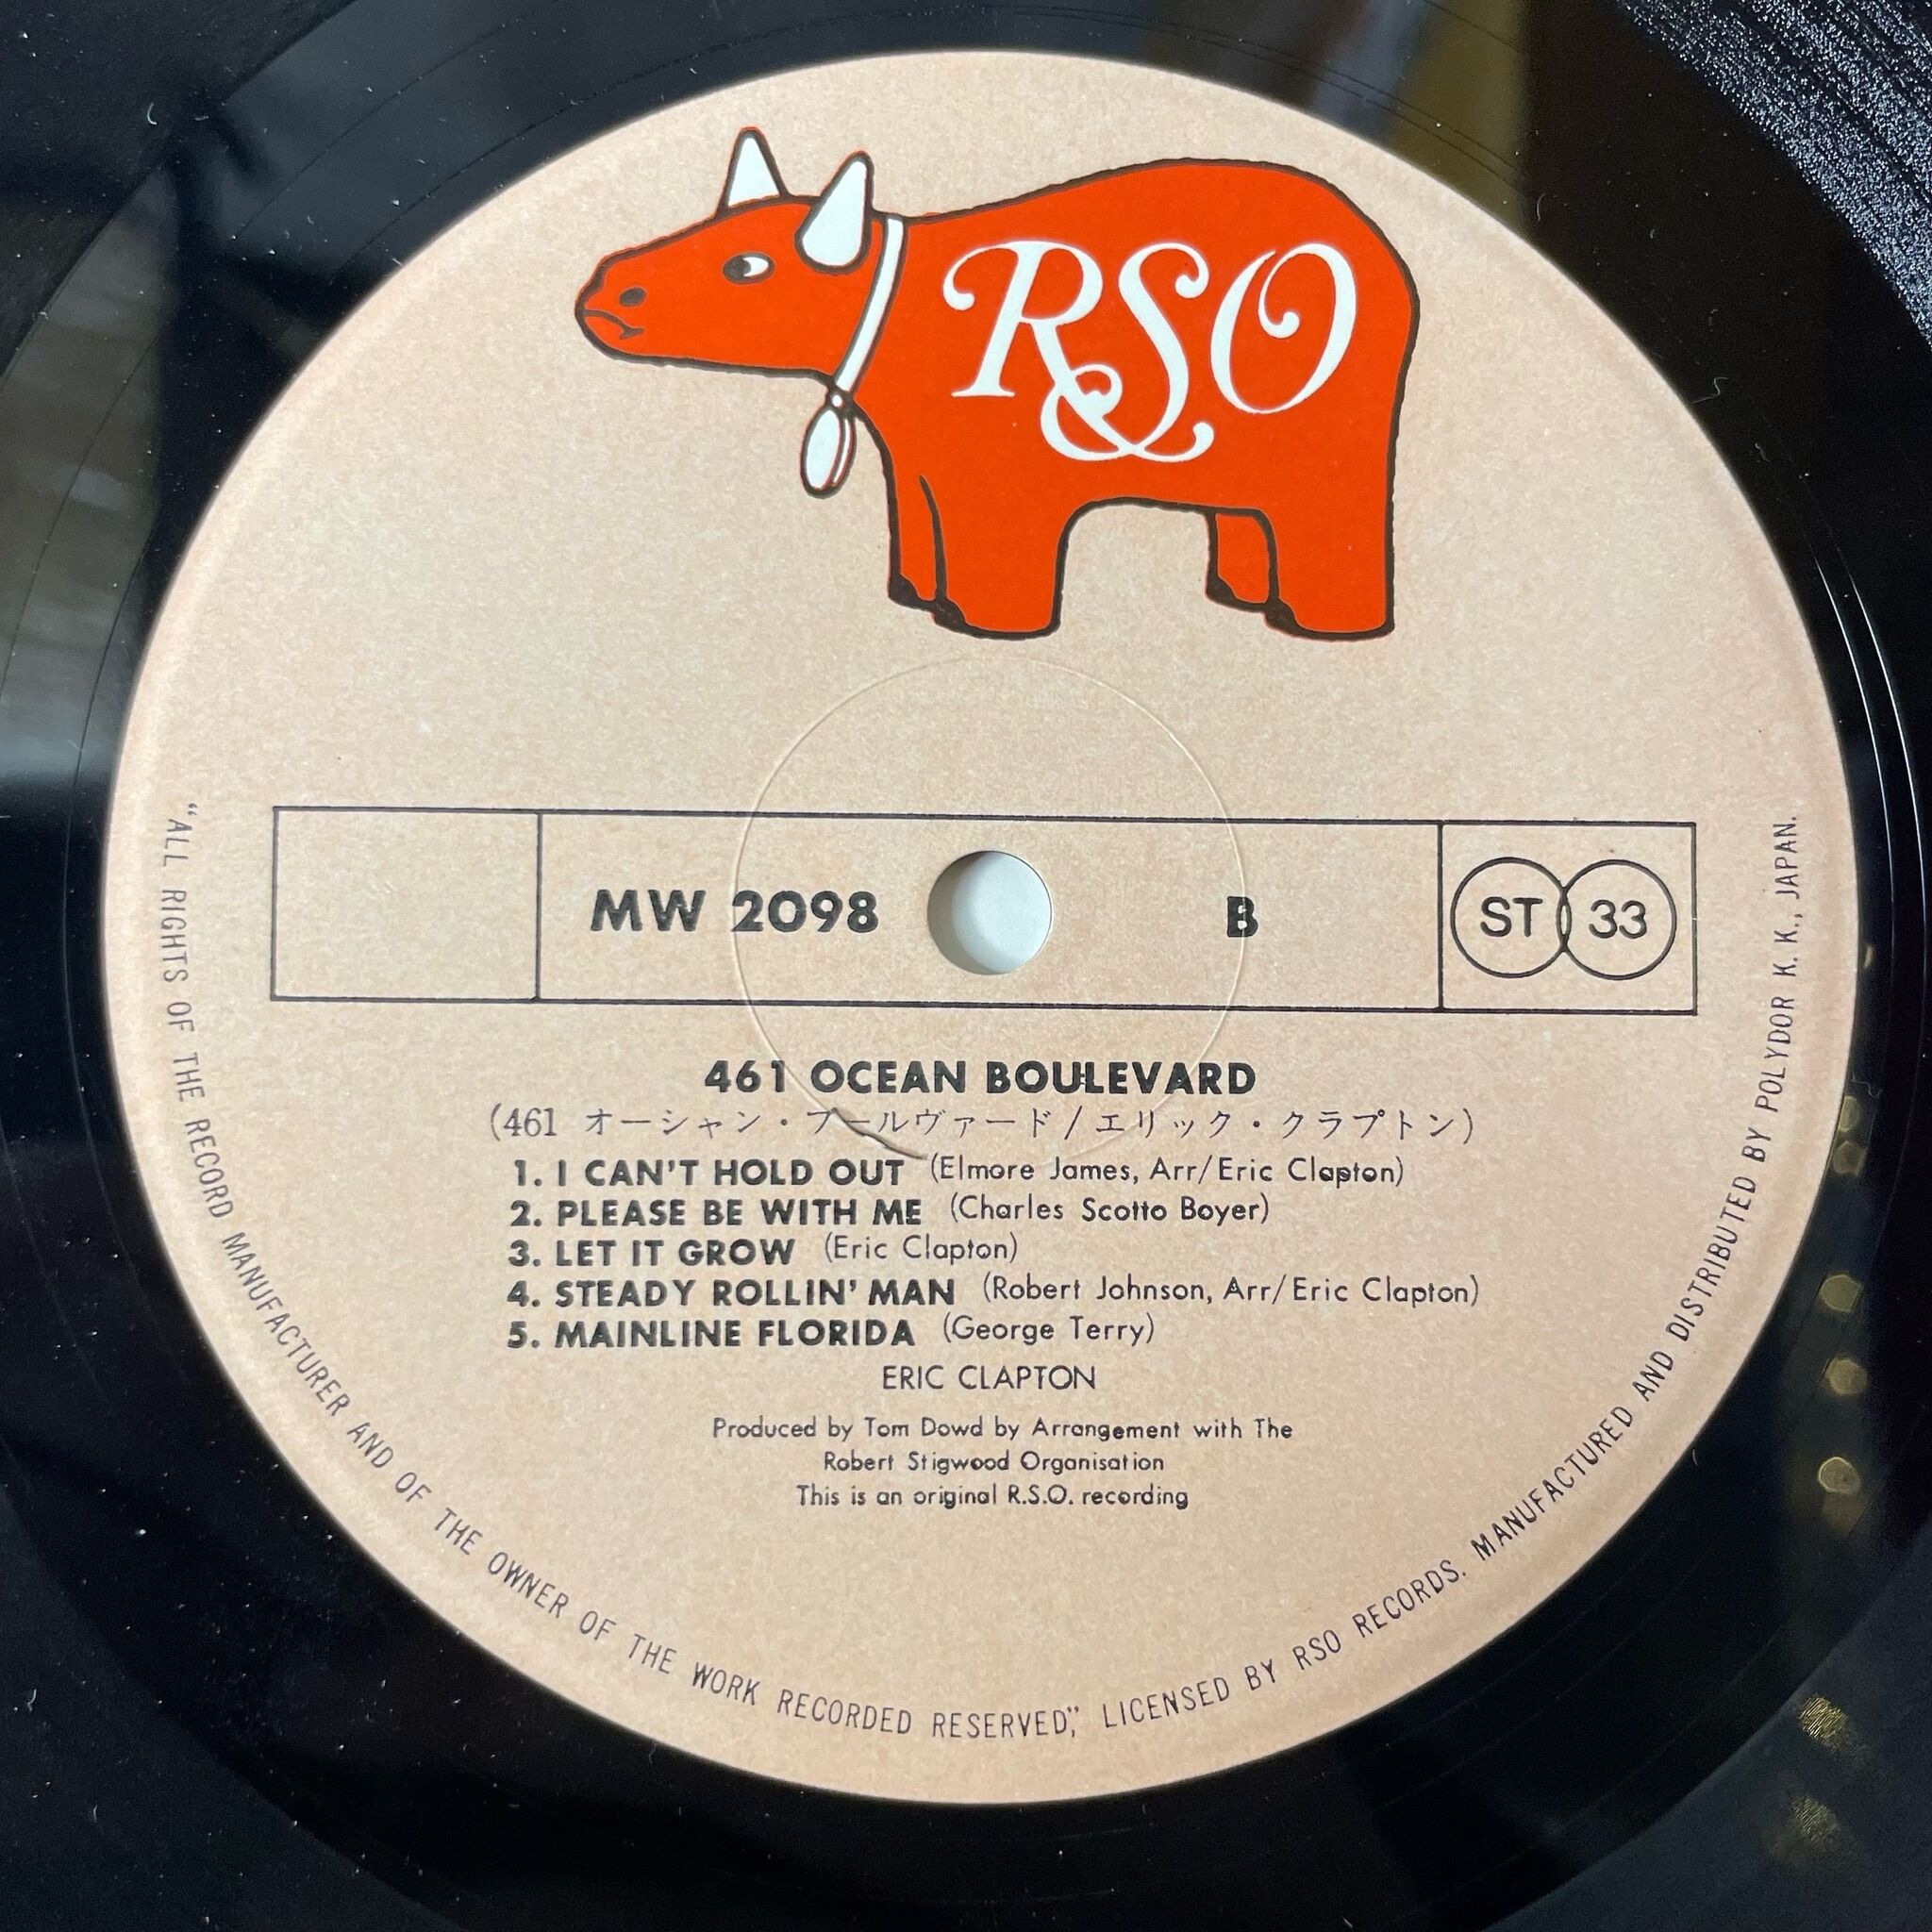 RSO
MW 2098
B
ST 33
461 OCEAN BOULEVARD
(461 オーシャン・ブールヴァード/エリック・クラプトン)
1. I CAN'T HOLD OUT (Elmore James, Arr/Eric Clapton)
2. PLEASE BE WITH ME (Charles Scotto Boyer)
3. LET IT GROW (Eric Clapton)
4. STEADY ROLLIN' MAN (Robert Johnson, Arr/Eric Clapton)
5. MAINLINE FLORIDA (George Terry)
ERIC CLAPTON
Produced by Tom Dowd by Arrangement with The
Robert Stigwood Organisation
This is an original R.S.O. recording
"ALL RIGHTS OF THE RECORD MANUFACTURER AND OF THE OWNER OF THE WORK RECORDED RESERVED," LICENSED BY RSO RECORDS. MANUFACTURED AND DISTRIBUTED BY POLYDOR K. K., JAPAN.